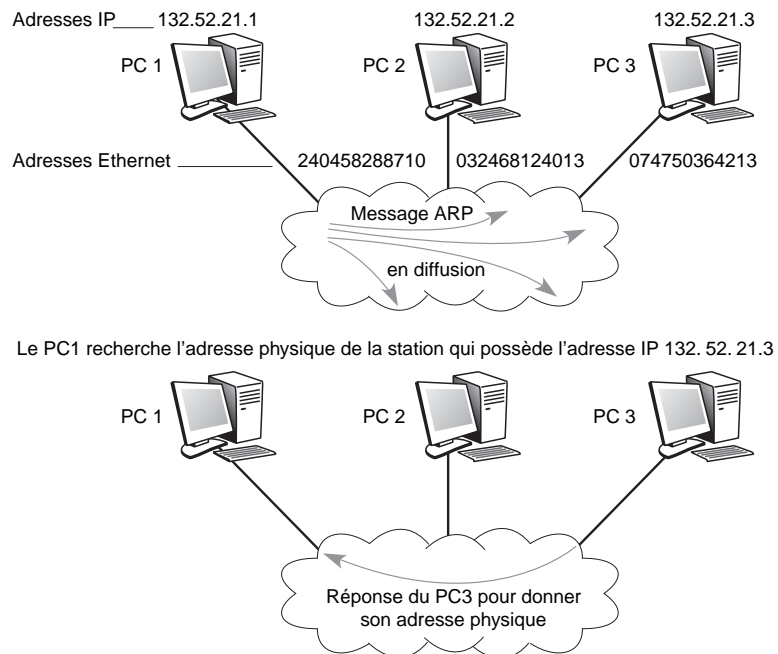 Adresses IP____ 132.52.21.1 132.52.21.2 132.52.21.3
PC 1 PC 2 PC 3
Adresses Ethernet ______________ 240458288710 032468124013 074750364213
Message ARP
en diffusion
Le PC1 recherche l’adresse physique de la station qui possède l’adresse IP 132. 52. 21.3
PC 1 PC 2 PC 3
Réponse du PC3 pour donner
son adresse physique